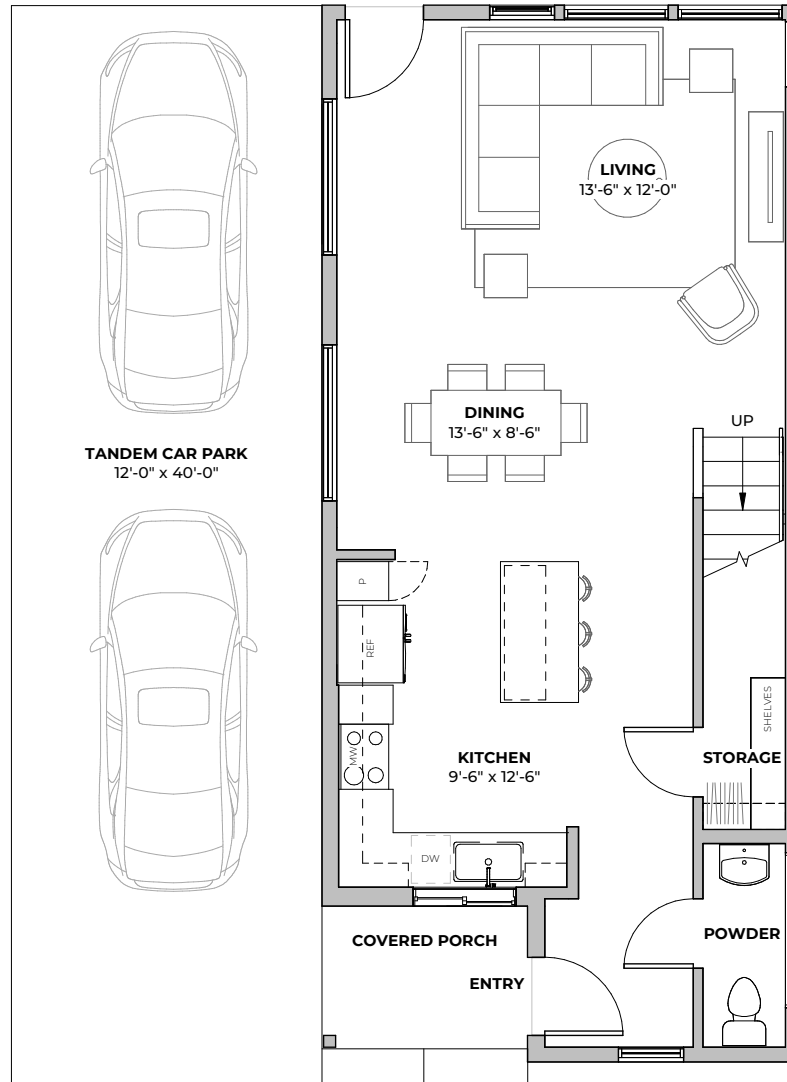 LIVING
13'-6" x 12'-0"
DINING
13'-6" x 8'-6"
UP
TANDEM CAR PARK
12'-0" x 40'-0"
P
REF
SHELVES
MW
KITCHEN
9'-6" x 12'-6"
STORAGE
DW
COVERED PORCH
POWDER
ENTRY